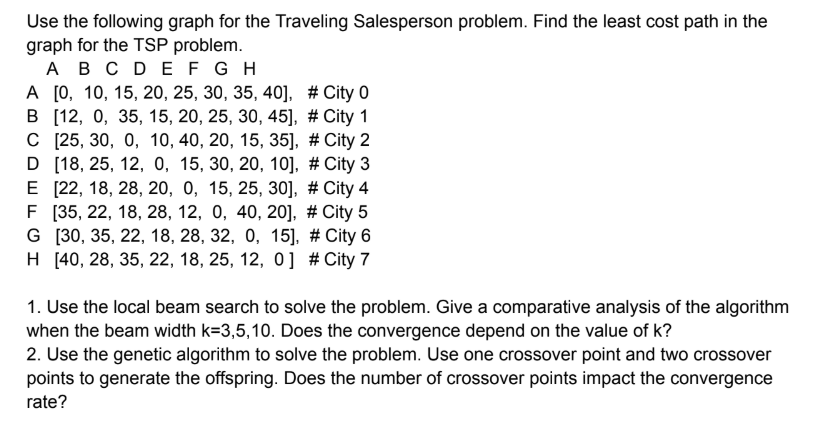 Use the following graph for the Traveling Salesperson problem. Find the least cost path in the
graph for the TSP problem.
A B C D E F G H
A [0, 10, 15, 20, 25, 30, 35, 40], # City 0
B [12, 0, 35, 15, 20, 25, 30, 45], # City 1
C [25, 30, 0, 10, 40, 20, 15, 35], # City 2
D [18, 25, 12, 0, 15, 30, 20, 10], # City 3
E [22, 18, 28, 20, 0, 15, 25, 30], # City 4
F [35, 22, 18, 28, 12, 0, 40, 20], # City 5
G [30, 35, 22, 18, 28, 32, 0, 15], # City 6
H [40, 28, 35, 22, 18, 25, 12, 0 ] # City 7
1. Use the local beam search to solve the problem. Give a comparative analysis of the algorithm
when the beam width k=3,5,10. Does the convergence depend on the value of k?
2. Use the genetic algorithm to solve the problem. Use one crossover point and two crossover
points to generate the offspring. Does the number of crossover points impact the convergence
rate?